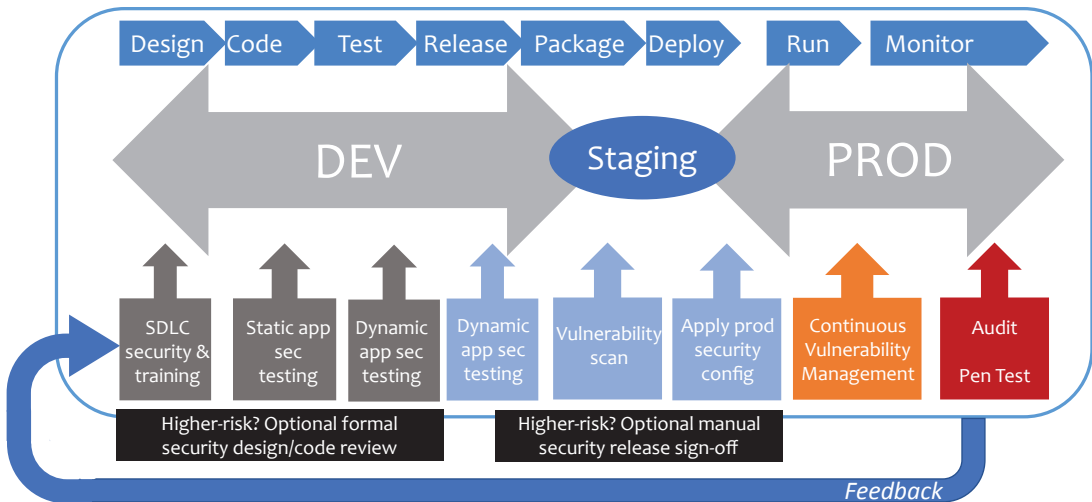 Design Code Test Release Package Deploy Run Monitor
DEV
Staging
PROD
SDLC
security &
training
Static app
sec
testing
Dynamic
app sec
testing
Dynamic
app sec
testing
Vulnerability
scan
Apply prod
security
config
Continuous
Vulnerability
Management
Audit
Pen Test
Higher-risk? Optional formal
security design/code review
Higher-risk? Optional manual
security release sign-off
Feedback